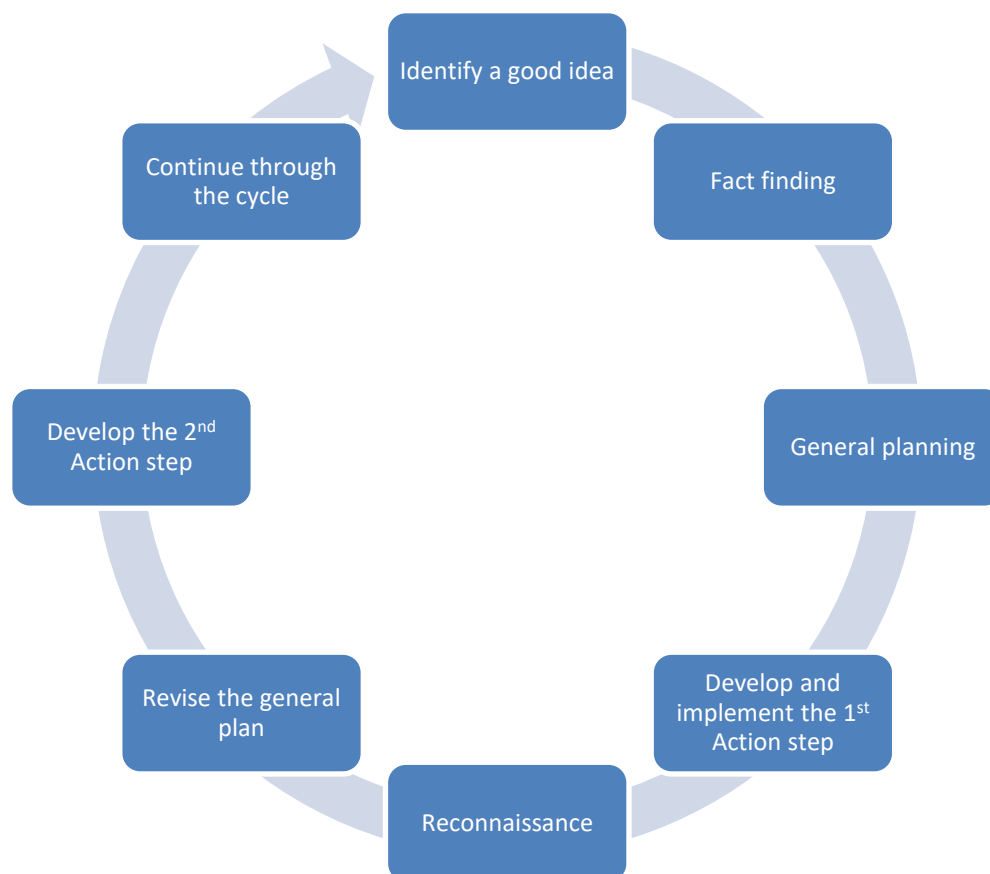 Identify a good idea
Fact finding
General planning
Develop and
implement the 1st
Action step
Reconnaissance
Revise the general
plan
Develop the 2nd
Action step
Continue through
the cycle